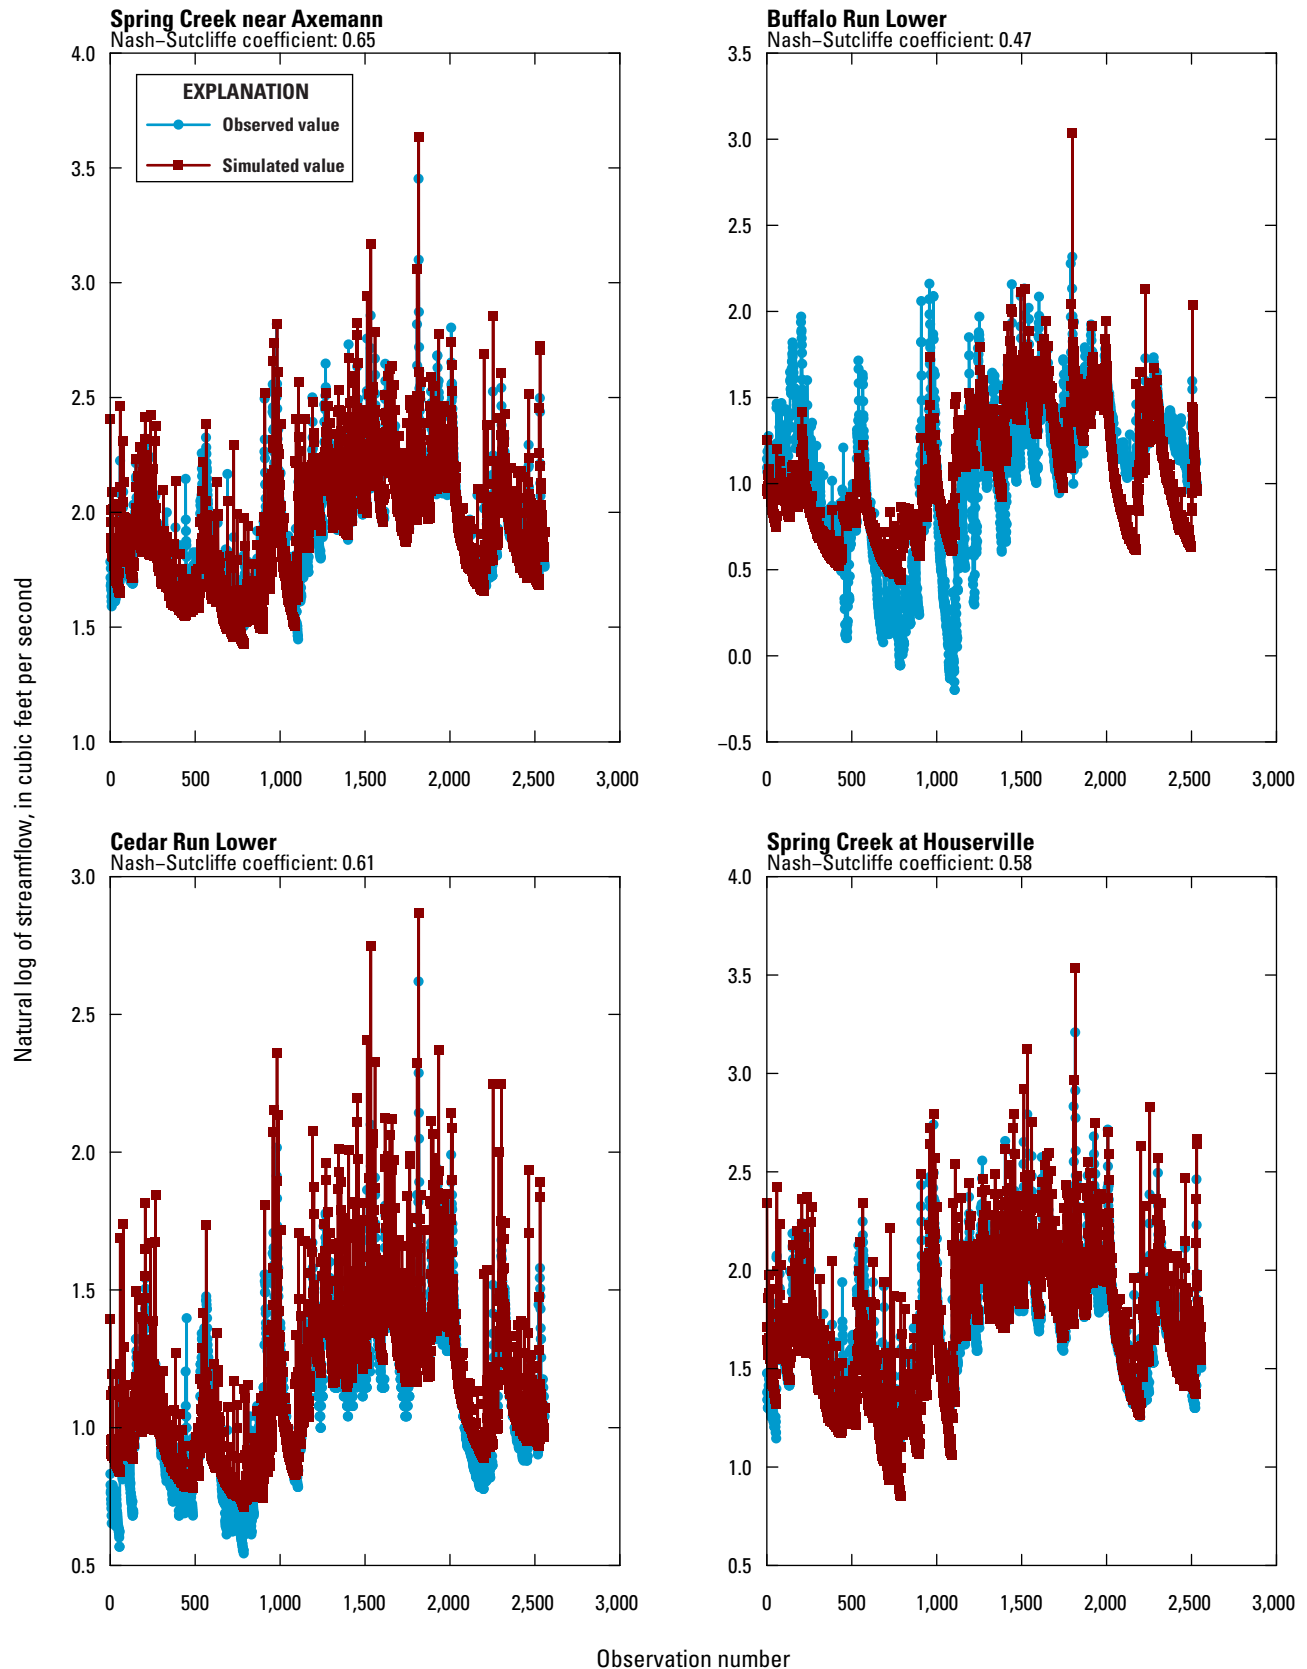 Spring Creek near Axemann
Nash–Sutcliffe coefficient: 0.65
4.0
3.5
3.0
2.5
2.0
1.5
1.0
0 500 1,000 1,500 2,000 2,500 3,000
EXPLANATION
Observed value
Simulated value
Buffalo Run Lower
Nash–Sutcliffe coefficient: 0.47
3.5
3.0
2.5
2.0
1.5
1.0
0.5
0.0
–0.5
0 500 1,000 1,500 2,000 2,500 3,000
Natural log of streamflow, in cubic feet per second
Cedar Run Lower
Nash–Sutcliffe coefficient: 0.61
3.0
2.5
2.0
1.5
1.0
0.5
0 500 1,000 1,500 2,000 2,500 3,000
Spring Creek at Houserville
Nash–Sutcliffe coefficient: 0.58
4.0
3.5
3.0
2.5
2.0
1.5
1.0
0.5
0 500 1,000 1,500 2,000 2,500 3,000
Observation number